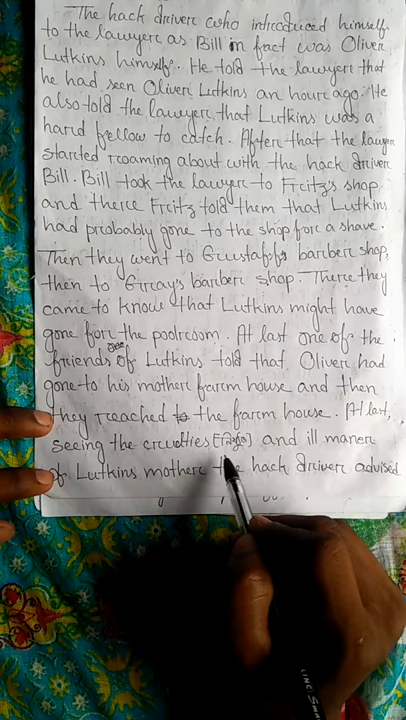 The hack driver who introduced himself
to the lawyer as Bill in fact was Oliver
Lutkins himself. He told the lawyer that
he had seen Oliver Lutkins an hour ago. He
also told the lawyer that Lutkins was a
hard fellow to catch. After that the lawyer
started roaming about with the hack driver
Bill. Bill took the lawyer to Fritz's shop.
and there Fritz told them that Lutkins
had probably gone to the shop for a shave.
Then they went to Gustaff's barber shop,
then to Gray's barber shop. There they
came to know that Lutkins might have
gone for the poolroom. At last one of the
friends of Lutkins told that Oliver had
gone to his mother farm house and then
they reached to the farm house. At last,
seeing the cruelties and ill maner
of Lutkins mother the hack driver advised